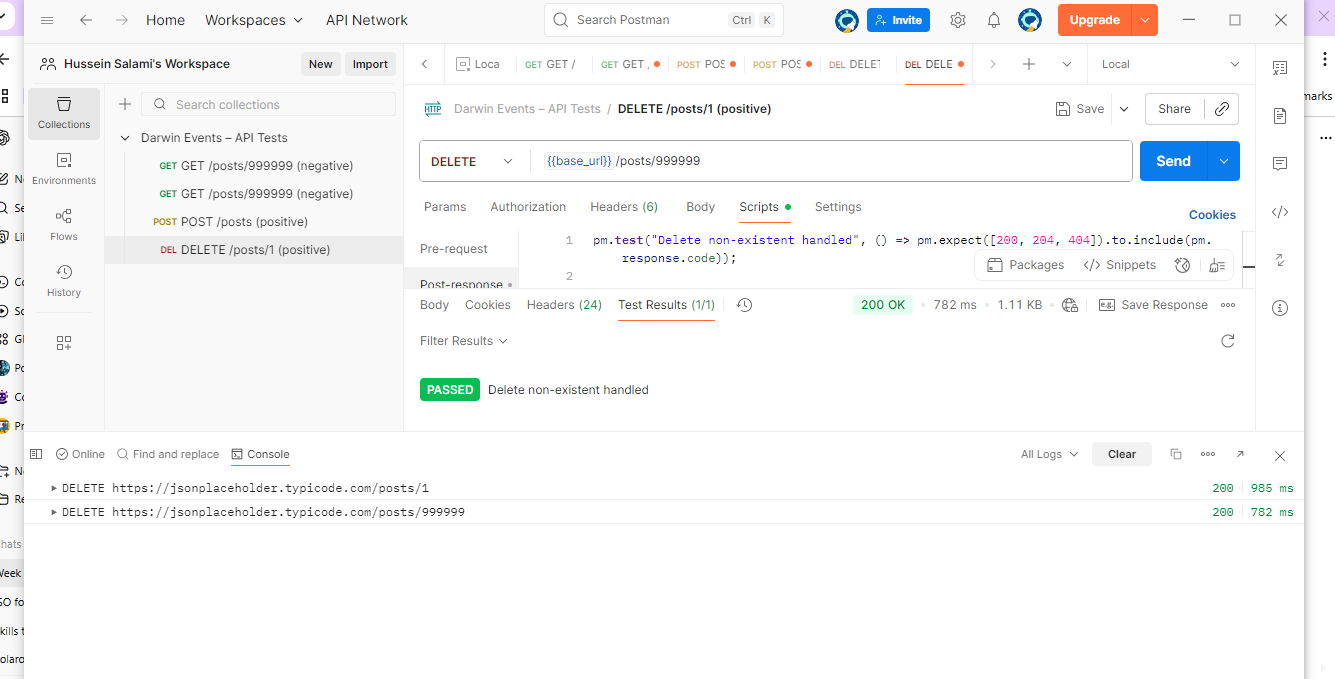 Home Workspaces API Network Search Postman Ctrl K Invite Upgrade
Hussein Salami's Workspace New Import
Loca GET GET / GET GET , POST POS POST POS DEL DELET DEL DELE Local
Collections
Environments
Flows
History
Search collections
Darwin Events – API Tests
GET GET /posts/999999 (negative)
GET GET /posts/999999 (negative)
POST POST /posts (positive)
DEL DELETE /posts/1 (positive)
HTTP Darwin Events – API Tests / DELETE /posts/1 (positive) Save Share
DELETE {{base_url}} /posts/999999 Send
Params Authorization Headers (6) Body Scripts Settings Cookies
Pre-request
Post-response
1 pm.test("Delete non-existent handled", () => pm.expect([200, 204, 404]).to.include(pm.
response.code));
2
Packages </> Snippets
Body Cookies Headers (24) Test Results (1/1) 200 OK 782 ms 1.11 KB e.g. Save Response
Filter Results
PASSED Delete non-existent handled
Online Find and replace Console All Logs Clear
DELETE https://jsonplaceholder.typicode.com/posts/1 200 985 ms
DELETE https://jsonplaceholder.typicode.com/posts/999999 200 782 ms
marks